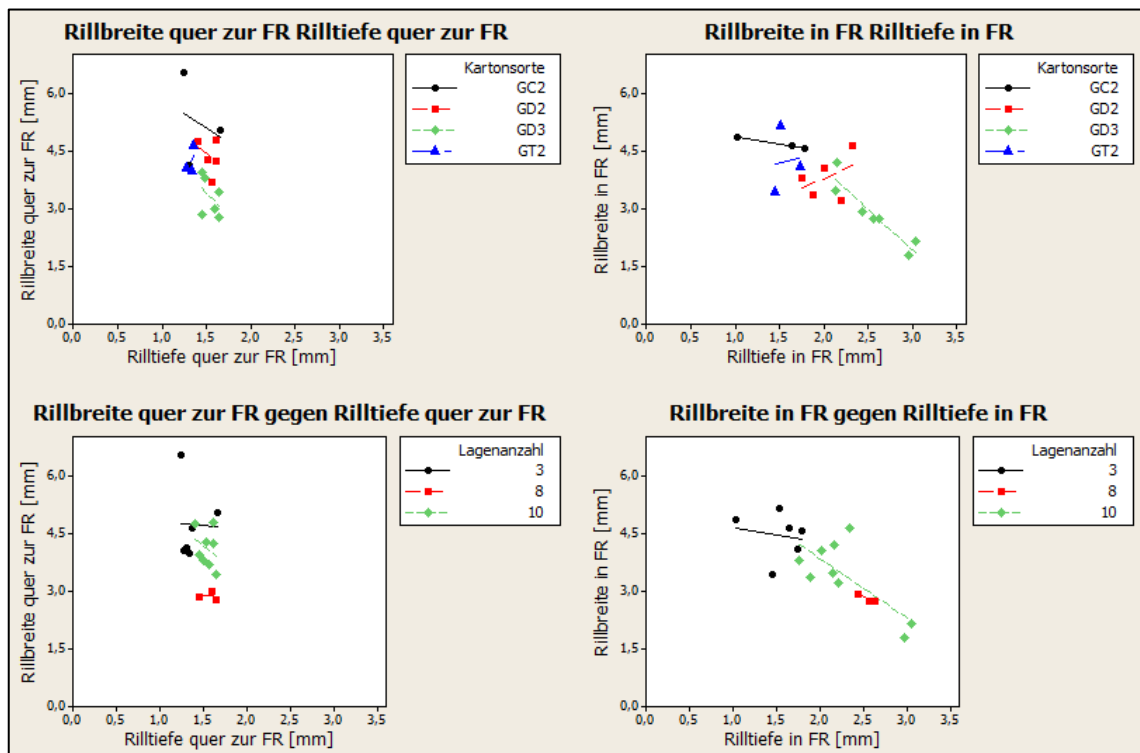 Rillbreite quer zur FR Rilltiefe quer zur FR
Rillbreite quer zur FR [mm]
6,0
4,5
3,0
1,5
0,0
0,0 0,5 1,0 1,5 2,0 2,5 3,0 3,5
Rilltiefe quer zur FR [mm]
Kartonsorte
GC2
GD2
GD3
GT2
Rillbreite in FR Rilltiefe in FR
Rillbreite in FR [mm]
6,0
4,5
3,0
1,5
0,0
0,0 0,5 1,0 1,5 2,0 2,5 3,0 3,5
Rilltiefe in FR [mm]
Kartonsorte
GC2
GD2
GD3
GT2
Rillbreite quer zur FR gegen Rilltiefe quer zur FR
Rillbreite quer zur FR [mm]
6,0
4,5
3,0
1,5
0,0
0,0 0,5 1,0 1,5 2,0 2,5 3,0 3,5
Rilltiefe quer zur FR [mm]
Lagenanzahl
3
8
10
Rillbreite in FR gegen Rilltiefe in FR
Rillbreite in FR [mm]
6,0
4,5
3,0
1,5
0,0
0,0 0,5 1,0 1,5 2,0 2,5 3,0 3,5
Rilltiefe in FR [mm]
Lagenanzahl
3
8
10